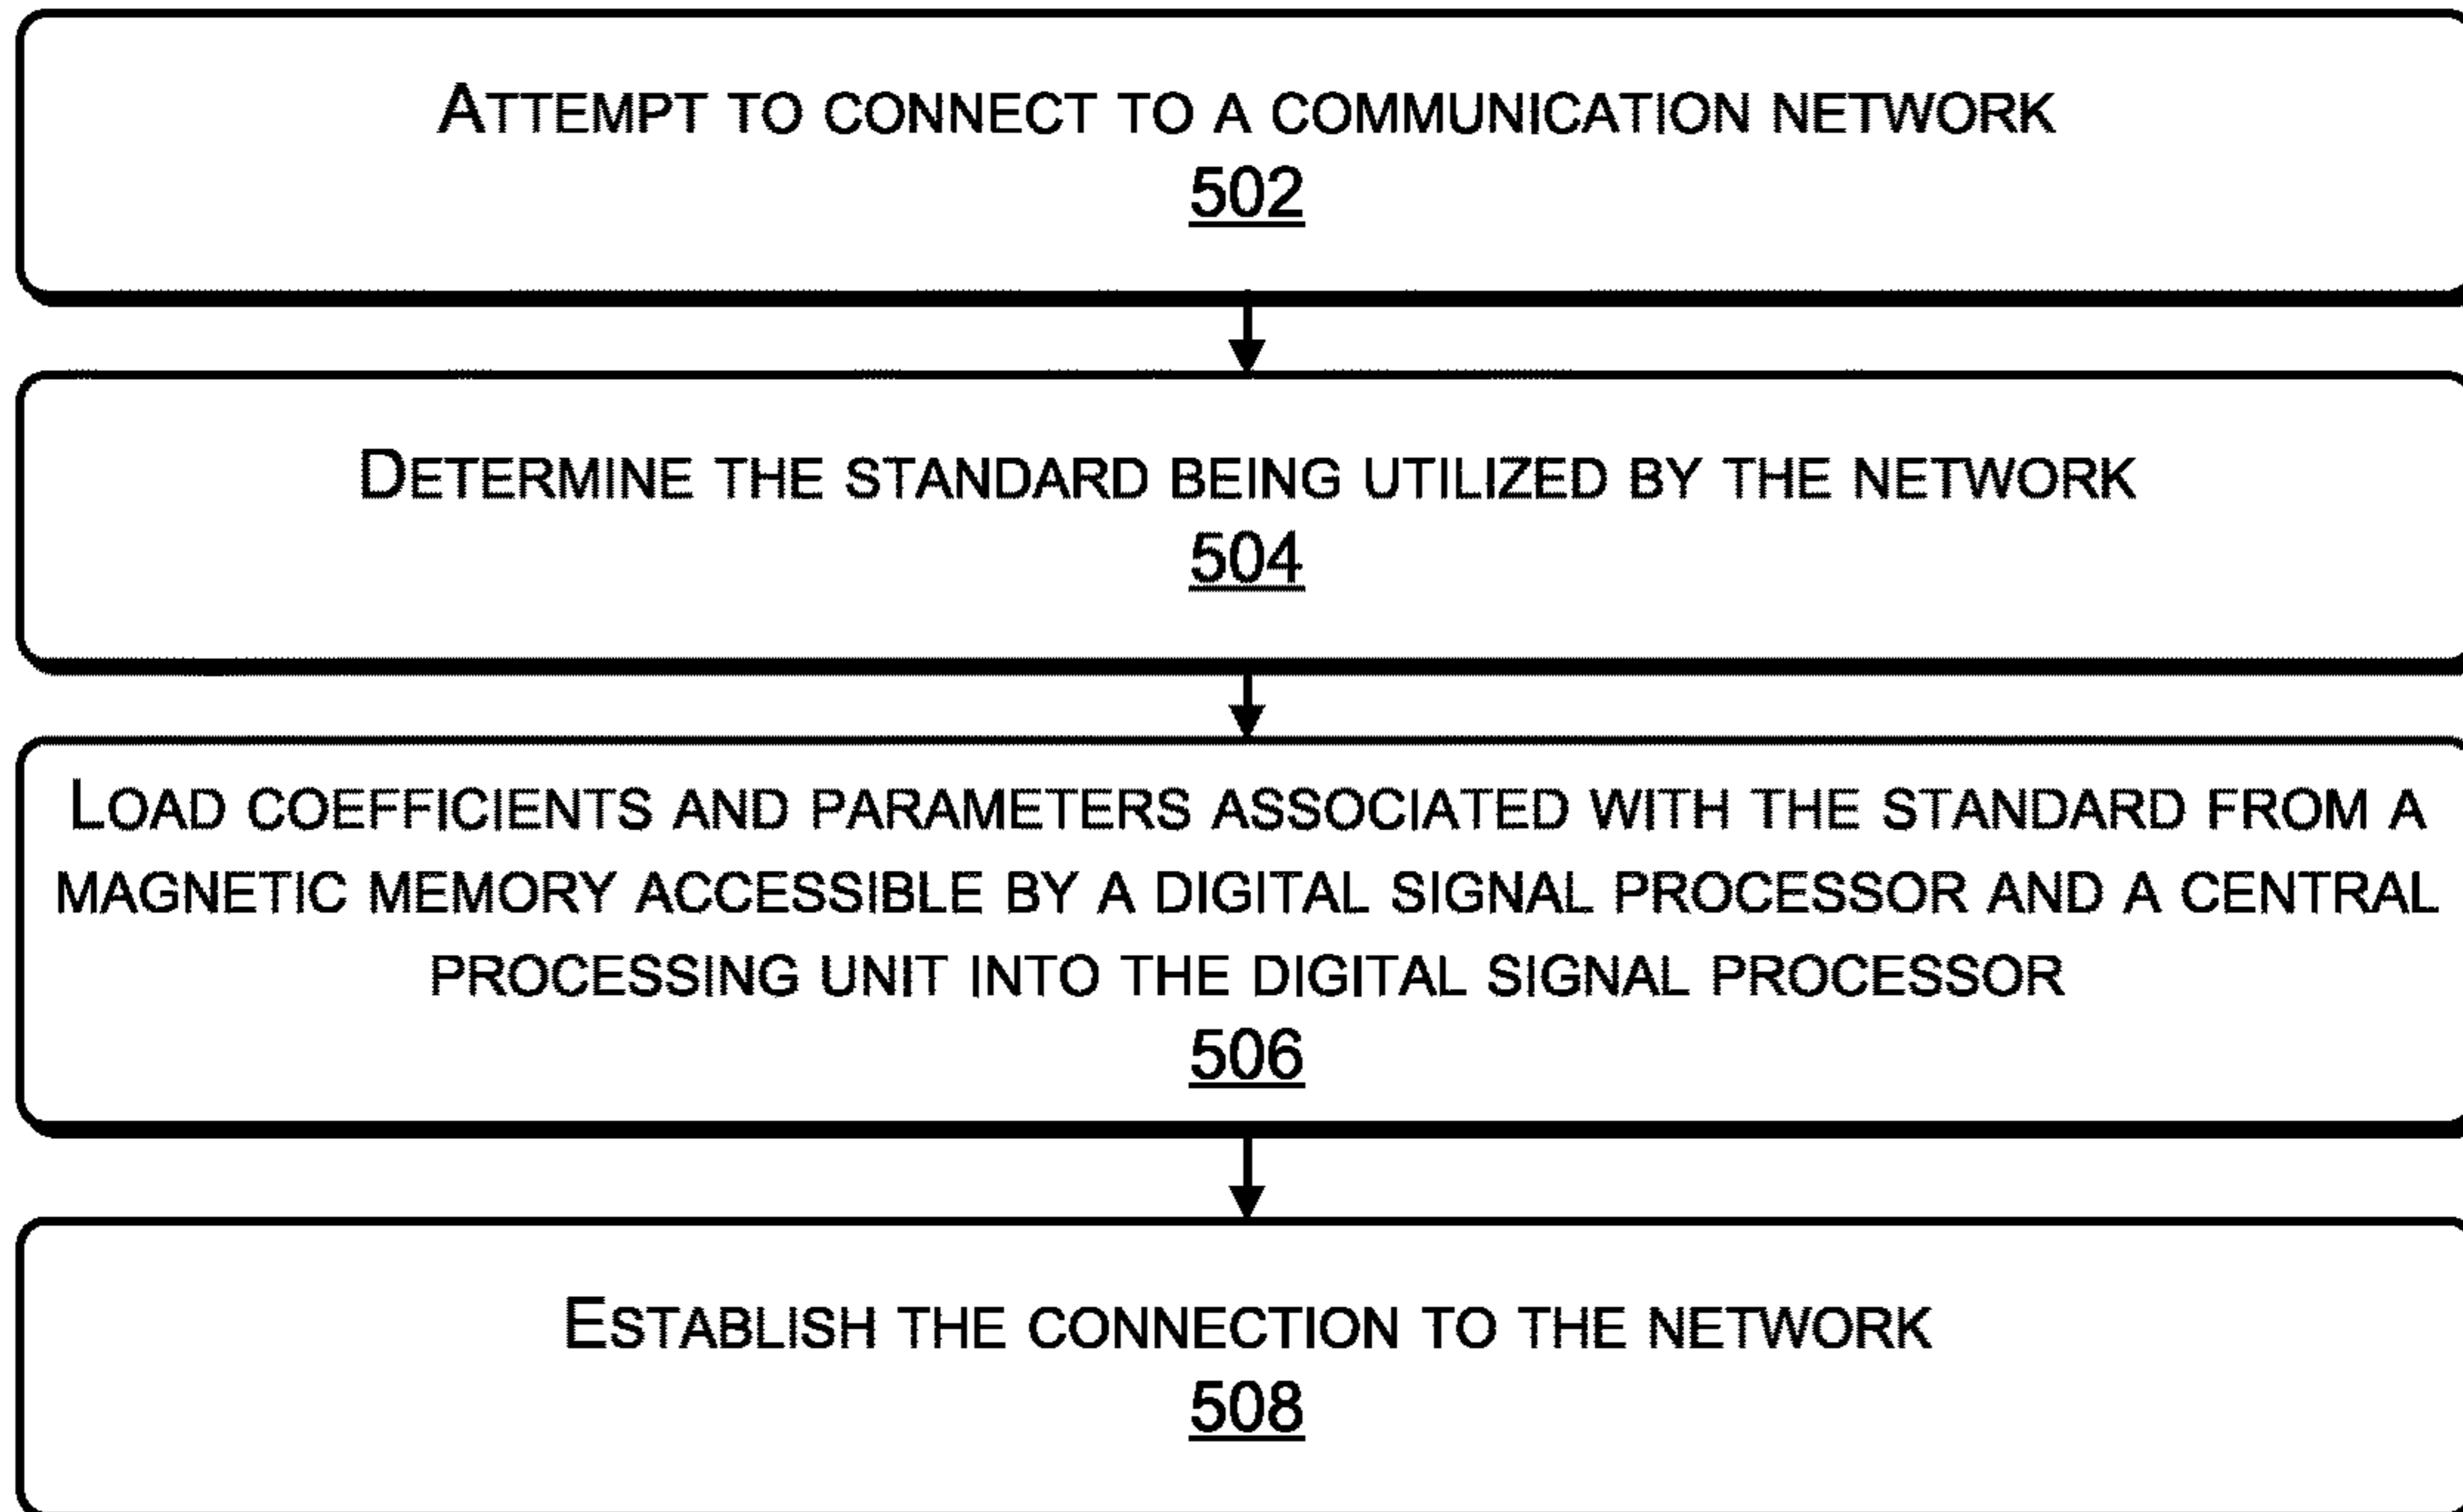 ATTEMPT TO CONNECT TO A COMMUNICATION NETWORK
502
DETERMINE THE STANDARD BEING UTILIZED BY THE NETWORK
504
LOAD COEFFICIENTS AND PARAMETERS ASSOCIATED WITH THE STANDARD FROM A
MAGNETIC MEMORY ACCESSIBLE BY A DIGITAL SIGNAL PROCESSOR AND A CENTRAL
PROCESSING UNIT INTO THE DIGITAL SIGNAL PROCESSOR
506
ESTABLISH THE CONNECTION TO THE NETWORK
508